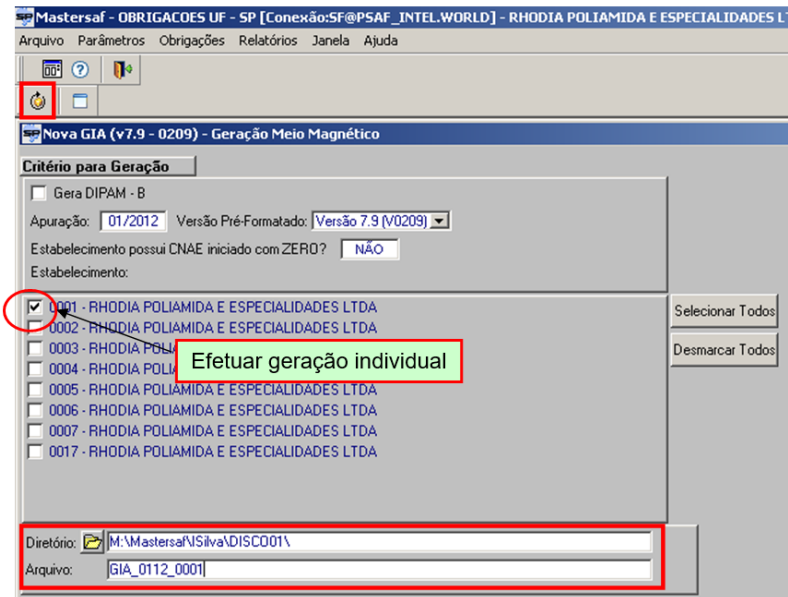 SP Mastersaf - OBRIGACOES UF - SP [Conexão:SF@PSAF_INTEL.WORLD] - RHODIA POLIAMIDA E ESPECIALIDADES
Arquivo Parâmetros Obrigações Relatórios Janela Ajuda
SP Nova GIA (v7.9 - 0209) - Geração Meio Magnético
Critério para Geração
Gera DIPAM - B
Apuração: 01/2012 Versão Pré-Formatado: Versão 7.9 (V0209)
Estabelecimento possui CNAE iniciado com ZERO? NÃO
Estabelecimento:
0001 - RHODIA POLIAMIDA E ESPECIALIDADES LTDA
Selecionar Todos
0002 - RHODIA POLIAMIDA E ESPECIALIDADES LTDA
0003 - RHODIA
Desmarcar Todos
Efetuar geração individual
0004 - RHODIA
0005 - RHODIA POLIAMIDA E ESPECIALIDADES LTDA
0006 - RHODIA POLIAMIDA E ESPECIALIDADES LTDA
0007 - RHODIA POLIAMIDA E ESPECIALIDADES LTDA
0017 - RHODIA POLIAMIDA E ESPECIALIDADES LTDA
Diretório: M:\Mastersaf\ISilva\DISCO01\
Arquivo: GIA_0112_0001